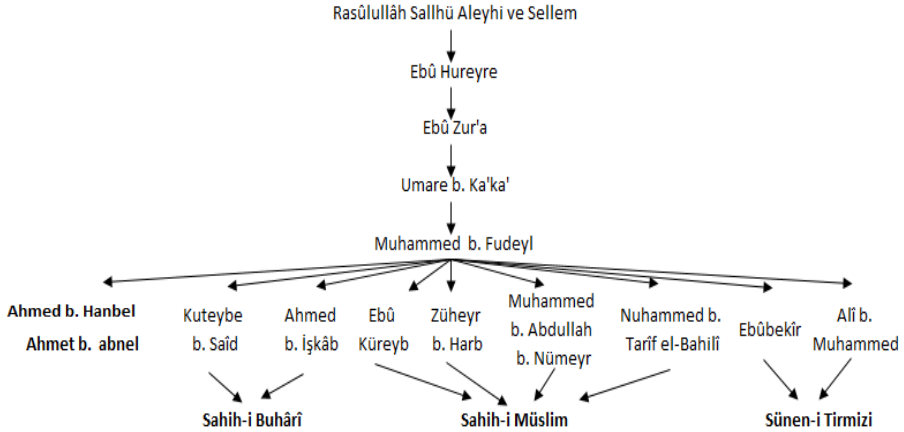 Rasûlullâh Sallhü Aleyhi ve Sellem
Ebû Hureyre
Ebû Zur'a
Umare b. Ka'ka'
Muhammed b. Fudeyl
Ahmed b. Hanbel
Ahmet b. abnel
Kuteybe
b. Saîd
Ahmed
b. İşkâb
Ebû
Küreyb
Züheyr
b. Harb
Muhammed
b. Abdullah
b. Nümeyr
Nuhammed b.
Tarîf el-Bahilî
Ebûbekîr
Alî b.
Muhammed
Sahih-i Buhârî
Sahih-i Müslim
Sünen-i Tirmizi